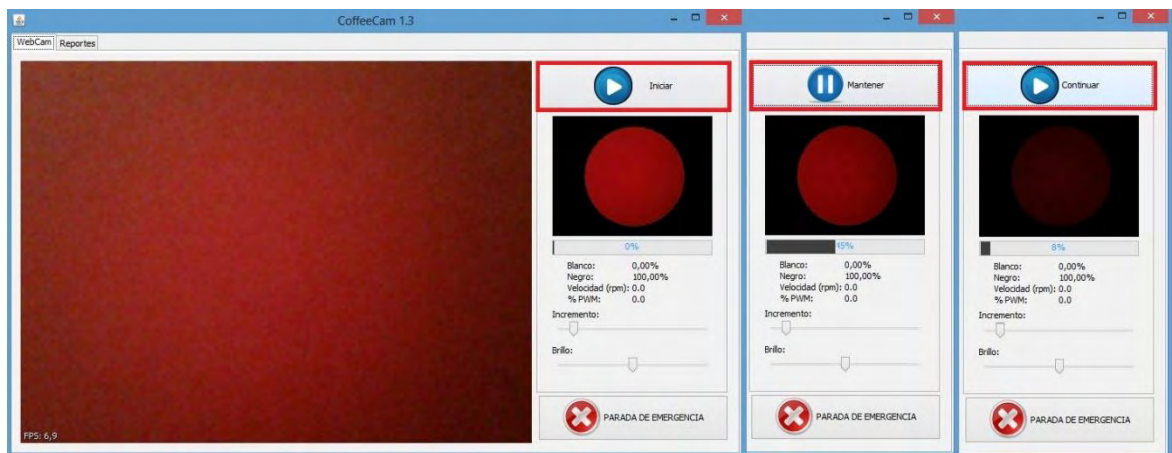 CoffeeCam 1.3
WebCam Reportes
Iniciar
0%
Blanco: 0,00%
Negro: 100,00%
Velocidad (rpm): 0.0
% PWM: 0.0
Incremento:
Brillo:
PARADA DE EMERGENCIA
FPS: 6,9
Mantener
45%
Blanco: 0,00%
Negro: 100,00%
Velocidad (rpm): 0.0
% PWM: 0.0
Incremento:
Brillo:
PARADA DE EMERGENCIA
Continuar
8%
Blanco: 0,00%
Negro: 100,00%
Velocidad (rpm): 0.0
% PWM: 0.0
Incremento:
Brillo:
PARADA DE EMERGENCIA